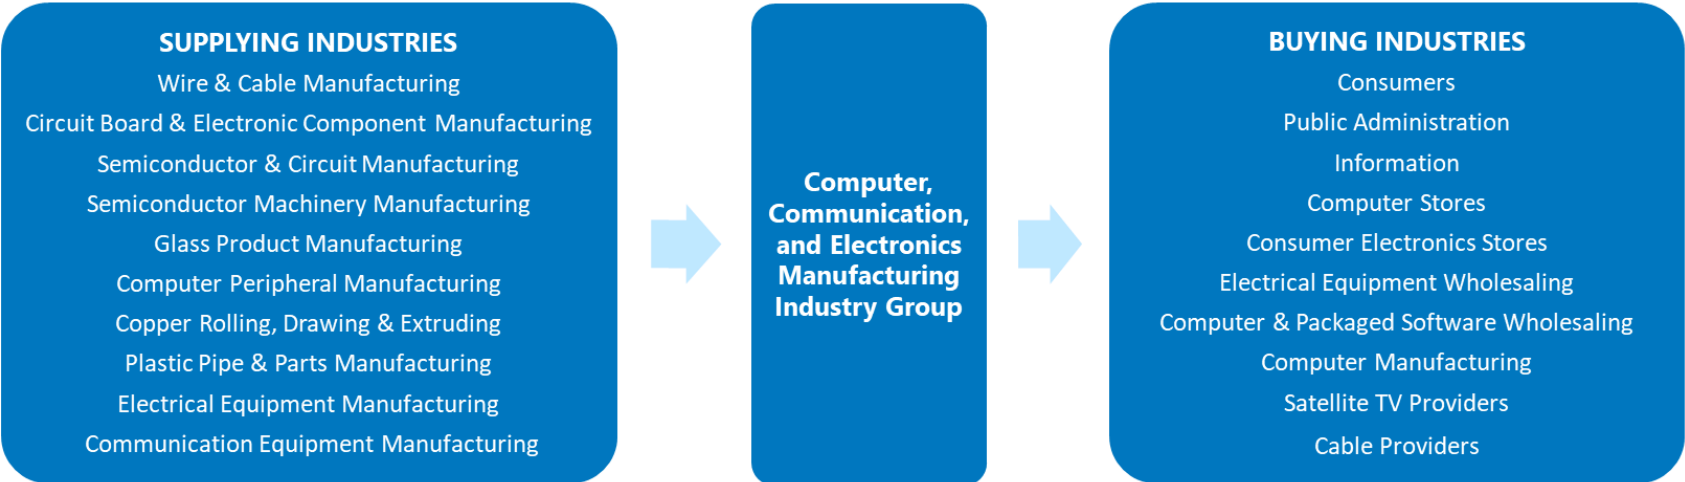 SUPPLYING INDUSTRIES
Wire & Cable Manufacturing
Circuit Board & Electronic Component Manufacturing
Semiconductor & Circuit Manufacturing
Semiconductor Machinery Manufacturing
Glass Product Manufacturing
Computer Peripheral Manufacturing
Copper Rolling, Drawing & Extruding
Plastic Pipe & Parts Manufacturing
Electrical Equipment Manufacturing
Communication Equipment Manufacturing
Computer,
Communication,
and Electronics
Manufacturing
Industry Group
BUYING INDUSTRIES
Consumers
Public Administration
Information
Computer Stores
Consumer Electronics Stores
Electrical Equipment Wholesaling
Computer & Packaged Software Wholesaling
Computer Manufacturing
Satellite TV Providers
Cable Providers